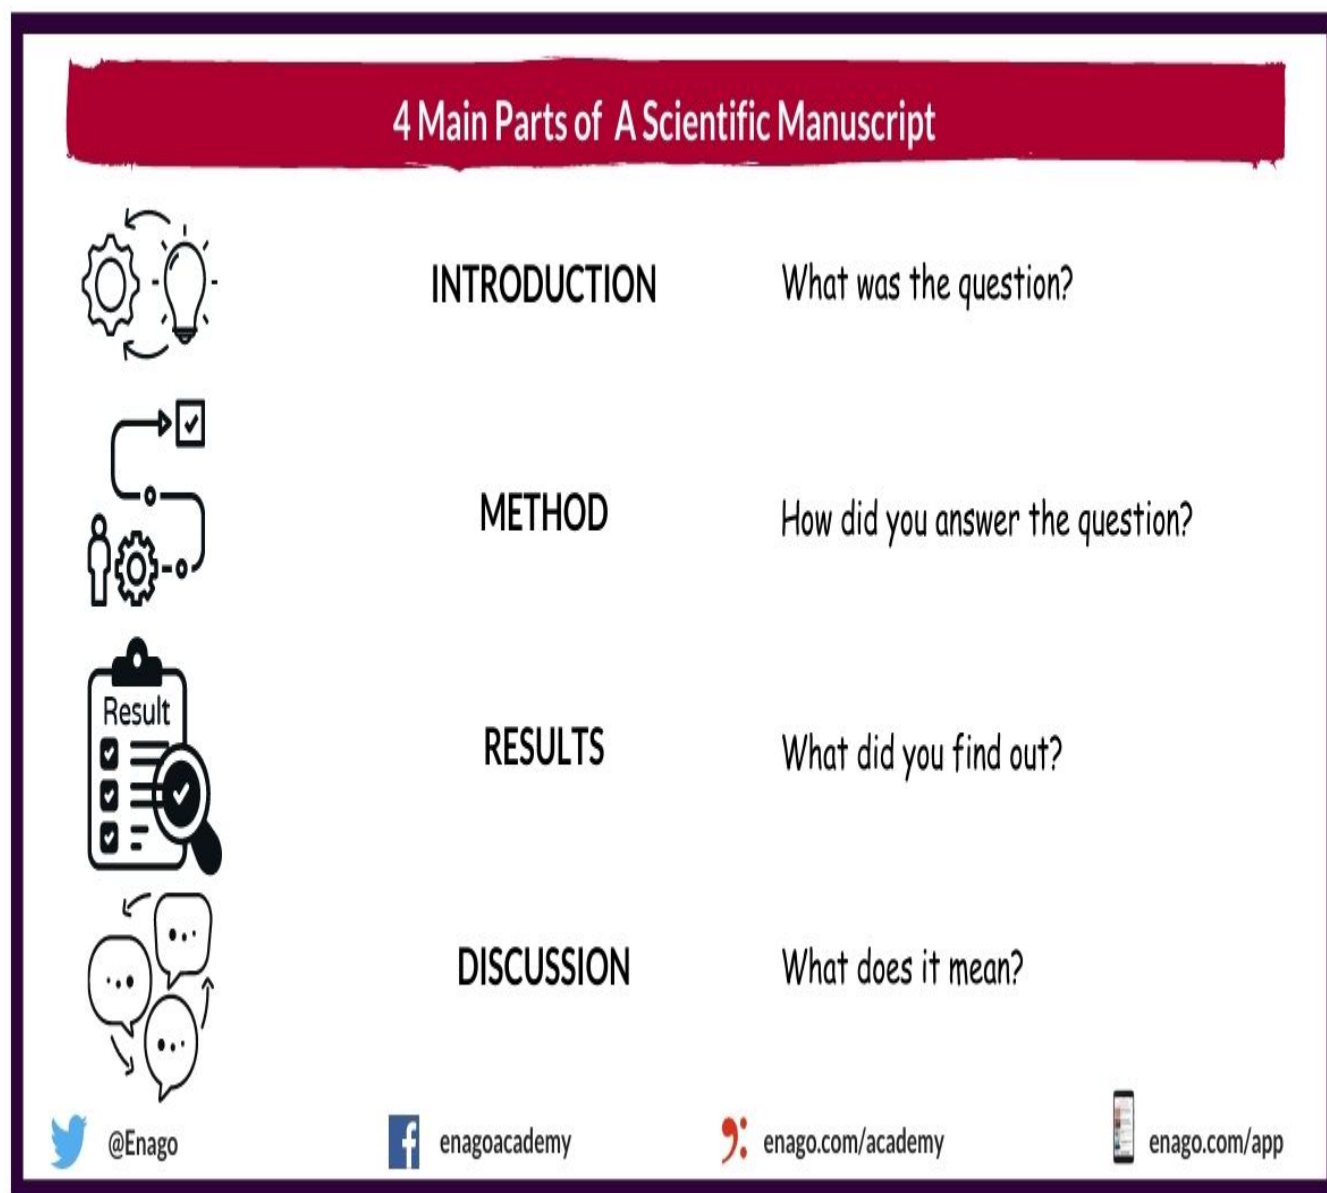 4 Main Parts of A Scientific Manuscript
INTRODUCTION What was the question?
METHOD How did you answer the question?
Result
RESULTS What did you find out?
DISCUSSION What does it mean?
@Enago enagoacademy enago.com/academy enago.com/app